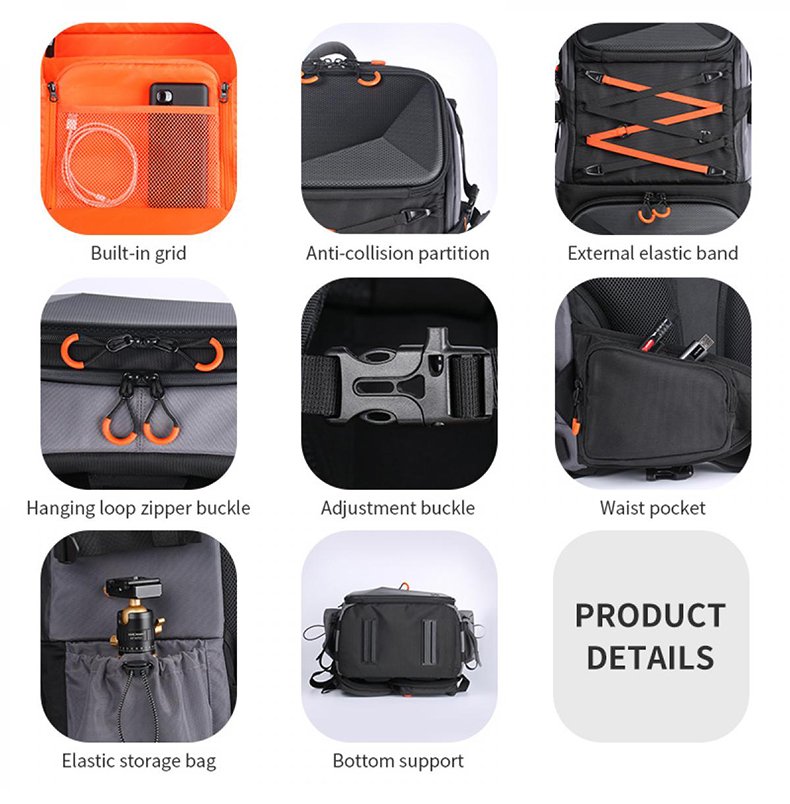 Built-in grid
Anti-collision partition
External elastic band
Hanging loop zipper buckle
Adjustment buckle
Waist pocket
Elastic storage bag
Bottom support
PRODUCT
DETAILS